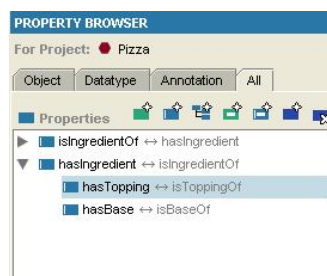 PROPERTY BROWSER
For Project: Pizza
Object Datatype Annotation All
Properties
isIngredientOf ↔ hasIngredient
hasIngredient ↔ isIngredientOf
hasTopping ↔ isToppingOf
hasBase ↔ isBaseOf